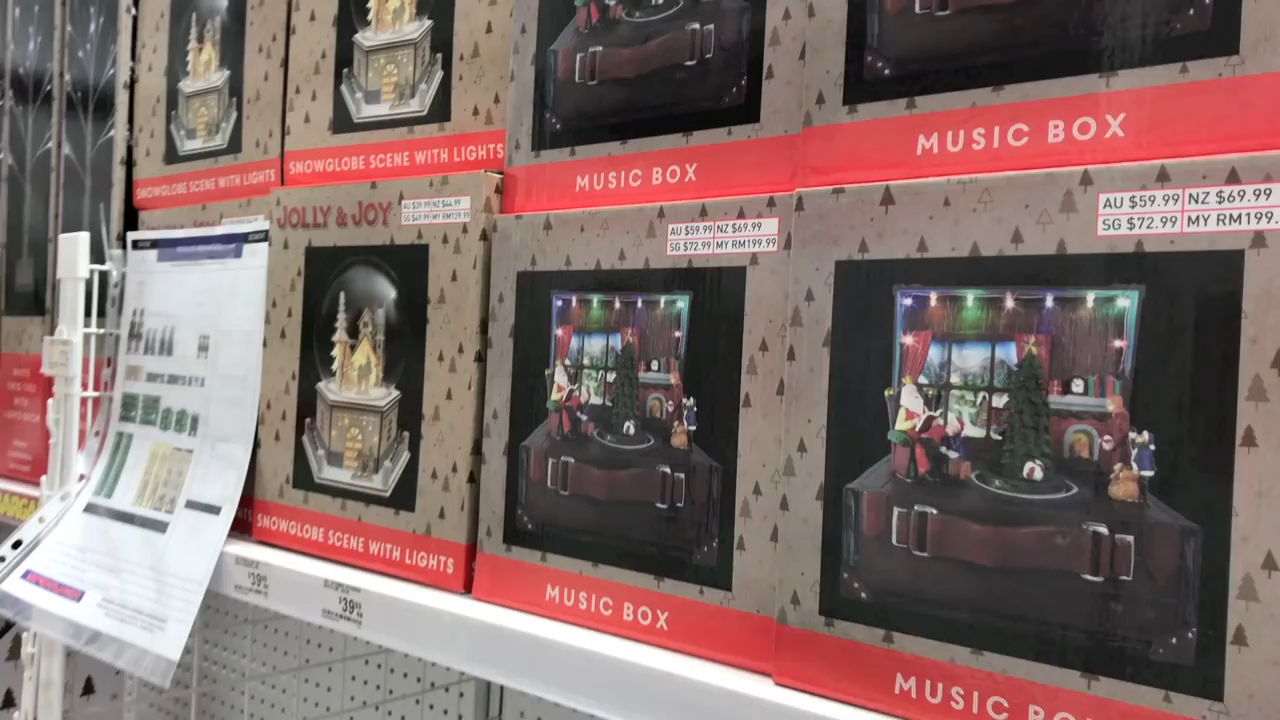 SNOWGLOBE SCENE WITH LIGHTS
SNOWGLOBE SCENE WITH LIGHTS
MUSIC BOX
MUSIC BOX
JOLLY & JOY
AU $39.99 NZ $44.99
SG $49.99 MY RM129.99
AU $59.99 NZ $69.99
SG $72.99 MY RM199.99
AU $59.99 NZ $69.99
SG $72.99 MY RM199.
SNOWGLOBE SCENE WITH LIGHTS
MUSIC BOX
MUSIC BO
$39
$39